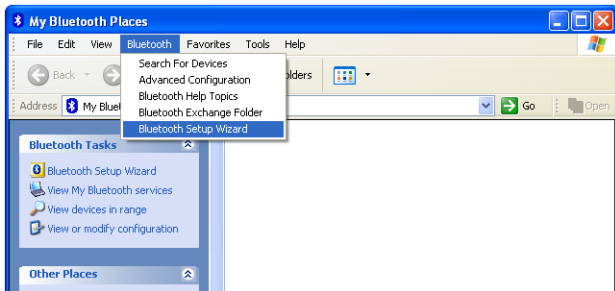 My Bluetooth Places
File Edit View Bluetooth Favorites Tools Help
Search For Devices
Advanced Configuration
Bluetooth Help Topics
Bluetooth Exchange Folder
Bluetooth Setup Wizard
Back
Address My Go Open
Bluetooth Tasks
Bluetooth Setup Wizard
View My Bluetooth services
View devices in range
View or modify configuration
Other Places